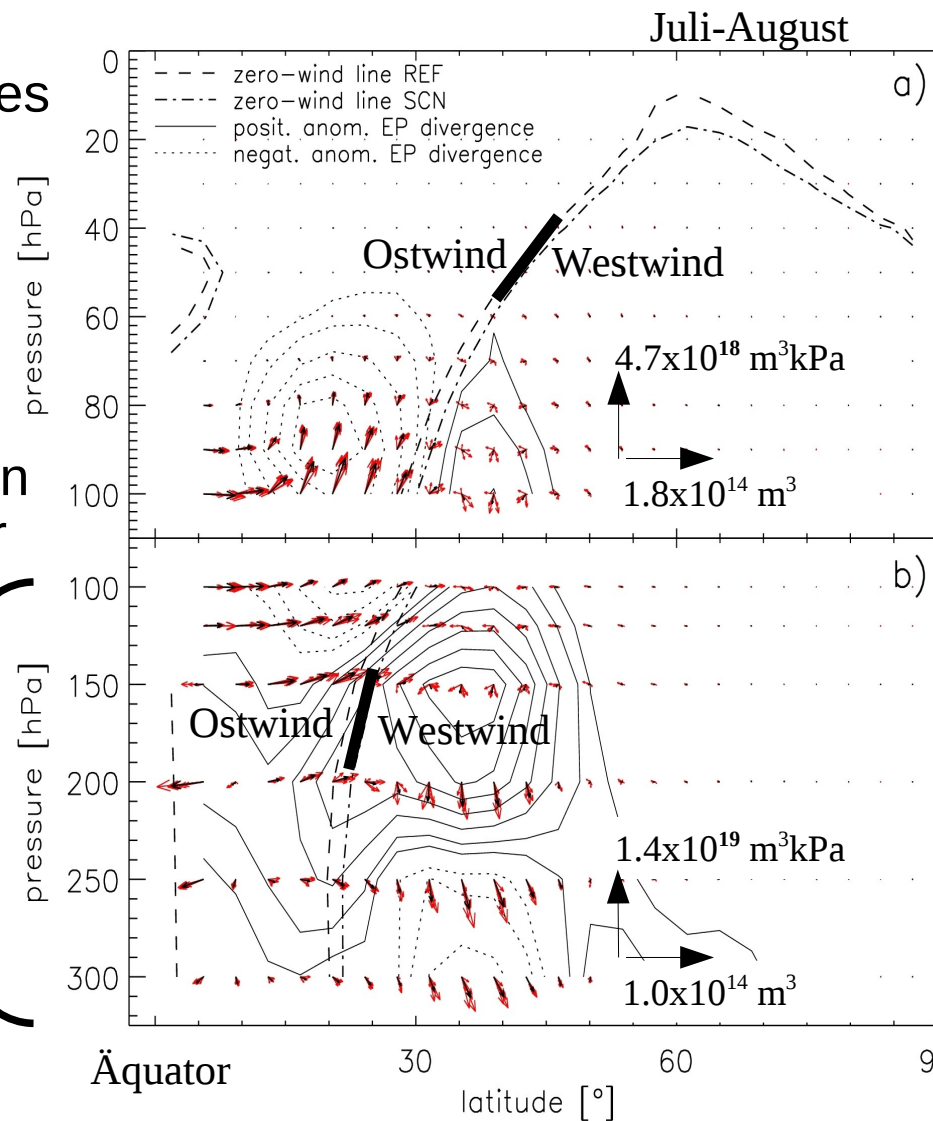 Juli-August
es
n
a)
zero-wind line REF
zero-wind line SCN
posit. anom. EP divergence
negat. anom. EP divergence
0
20
40
60
80
100
pressure [hPa]
Ostwind
Westwind
4.7x10¹⁸ m³kPa
1.8x10¹⁴ m³
b)
100
150
200
250
300
pressure [hPa]
Ostwind
Westwind
1.4x10¹⁹ m³kPa
1.0x10¹⁴ m³
Äquator
30
60
9
latitude [°]